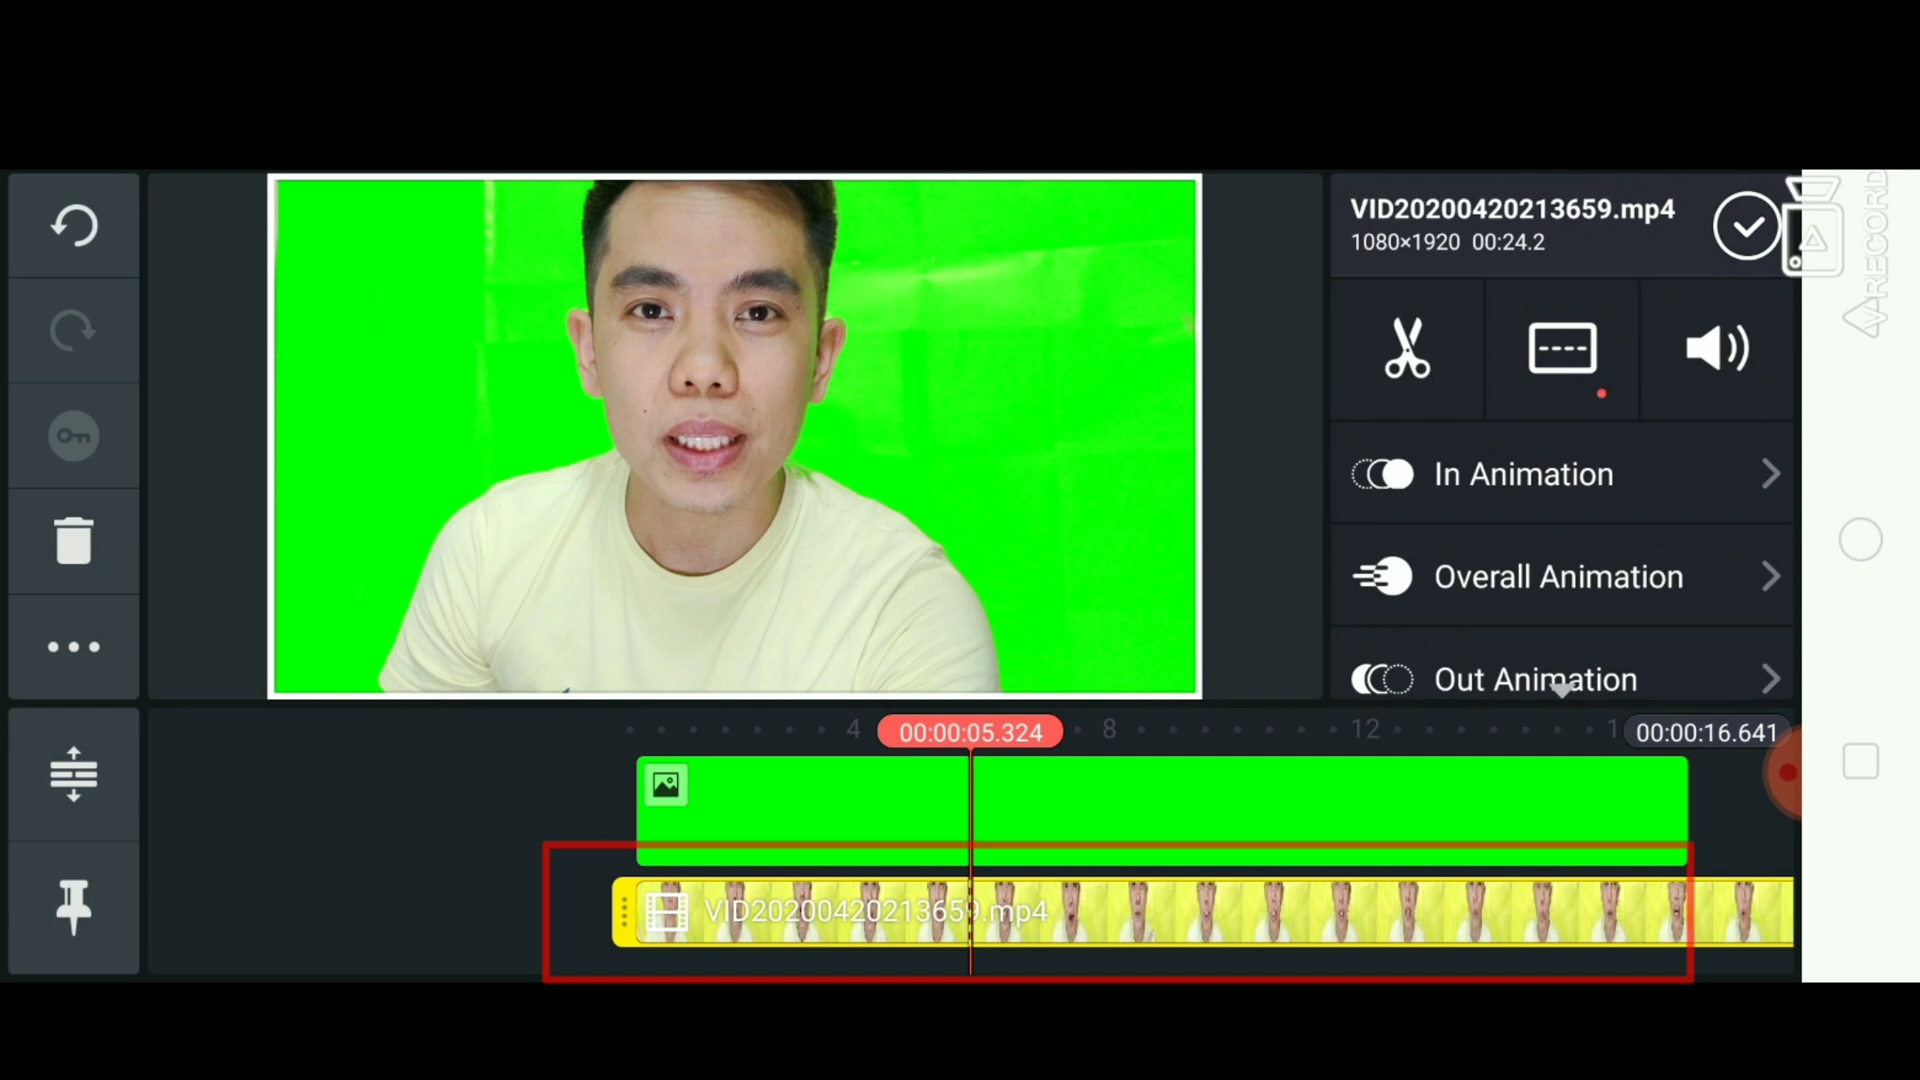 VID20200420213659.mp4
1080×1920 00:24.2
VRECORD
In Animation
Overall Animation
Out Animation
4
00:00:05.324
8
12
1
00:00:16.641
VID20200420213659.mp4